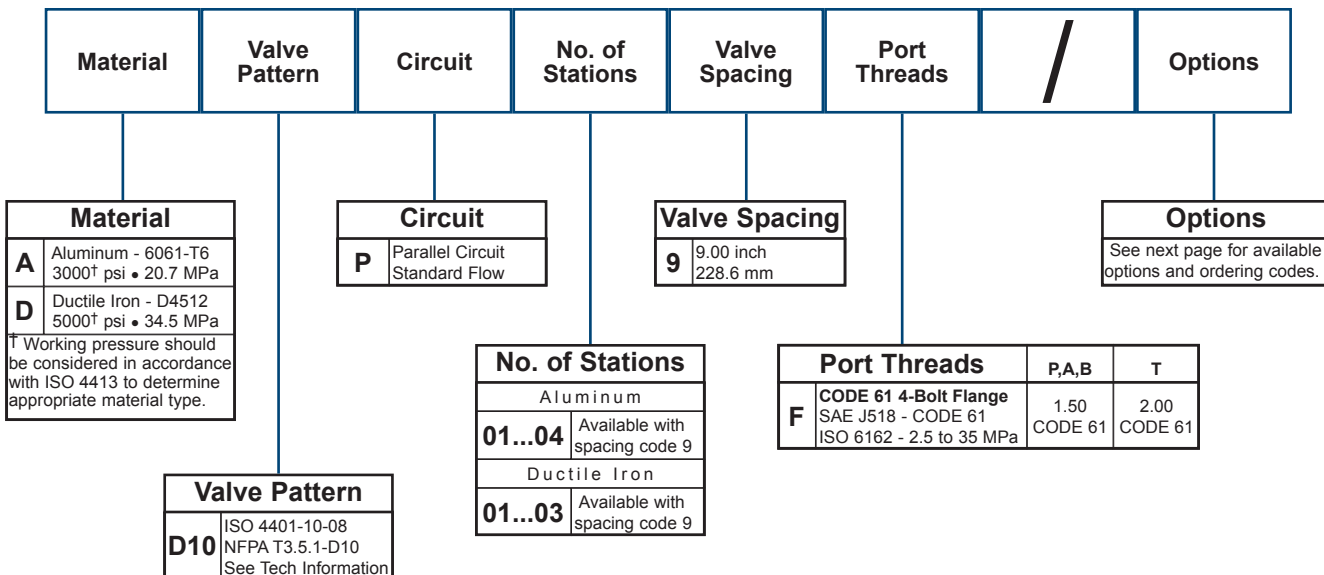 Material
Valve
Pattern
Circuit
No. of
Stations
Valve
Spacing
Port
Threads
/
Options
Material
A
Aluminum - 6061-T6
3000† psi • 20.7 MPa
D
Ductile Iron - D4512
5000† psi • 34.5 MPa
† Working pressure should
be considered in accordance
with ISO 4413 to determine
appropriate material type.
Circuit
P
Parallel Circuit
Standard Flow
Valve Spacing
9
9.00 inch
228.6 mm
Options
See next page for available
options and ordering codes.
No. of Stations
Aluminum
01...04
Available with
spacing code 9
Ductile Iron
01...03
Available with
spacing code 9
Port Threads
P,A,B
T
F
CODE 61 4-Bolt Flange
SAE J518 - CODE 61
ISO 6162 - 2.5 to 35 MPa
1.50
CODE 61
2.00
CODE 61
Valve Pattern
D10
ISO 4401-10-08
NFPA T3.5.1-D10
See Tech Information